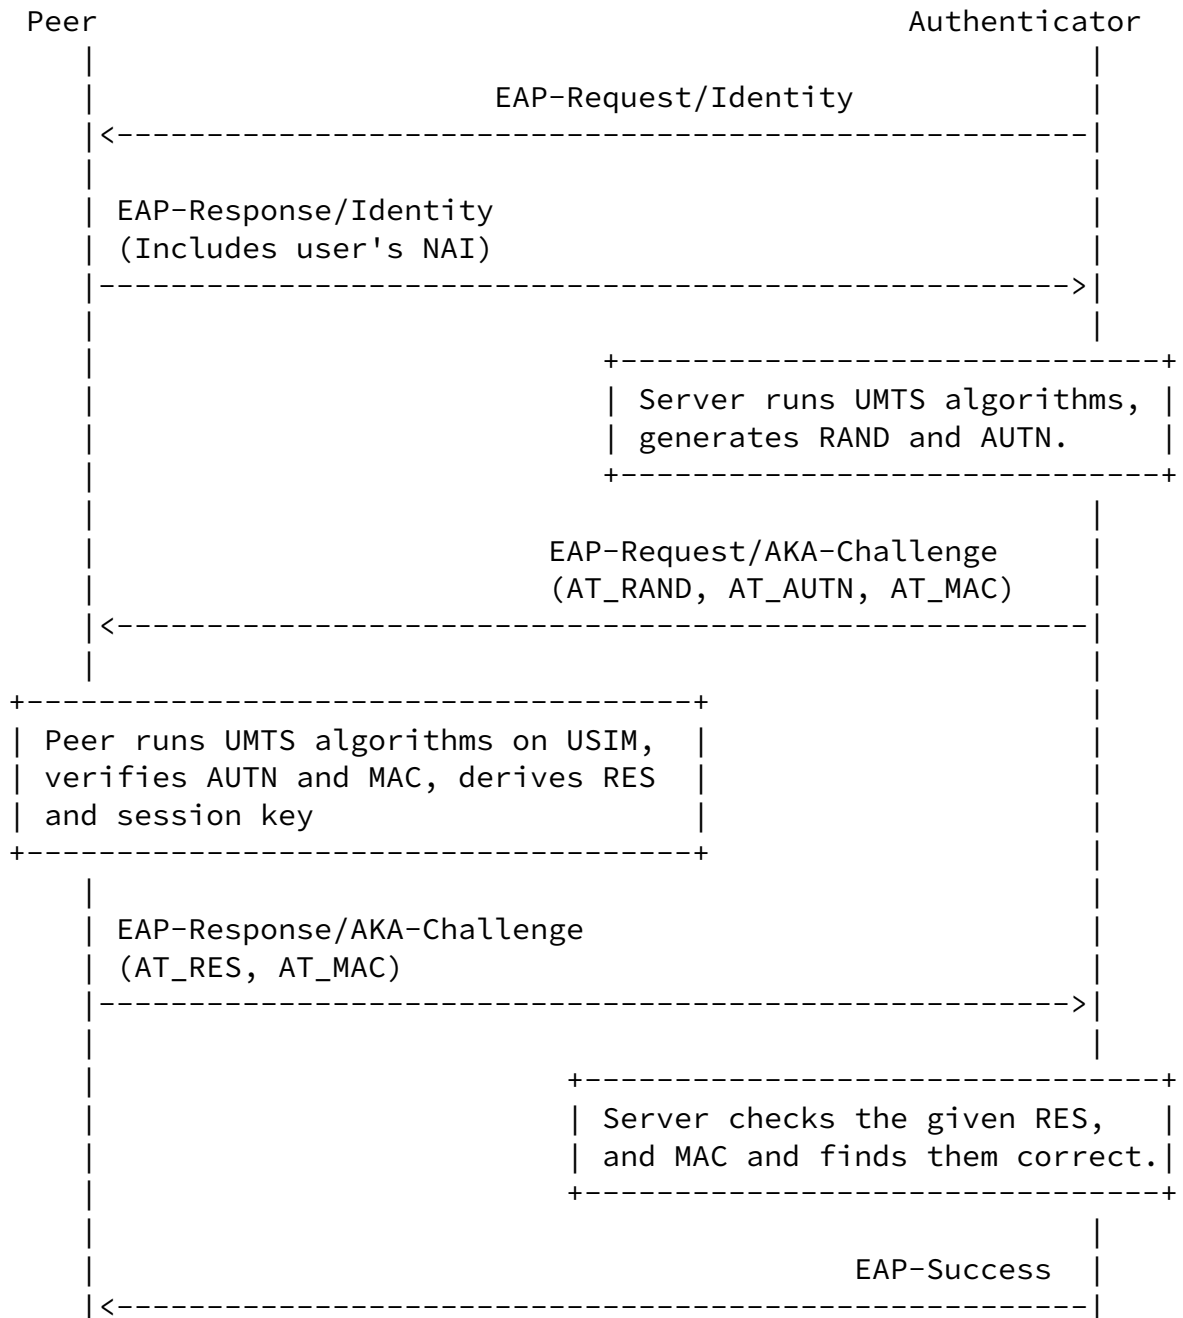 Peer Authenticator
EAP-Request/Identity
EAP-Response/Identity
(Includes user's NAI)
Server runs UMTS algorithms,
generates RAND and AUTN.
EAP-Request/AKA-Challenge
(AT_RAND, AT_AUTN, AT_MAC)
Peer runs UMTS algorithms on USIM,
verifies AUTN and MAC, derives RES
and session key
EAP-Response/AKA-Challenge
(AT_RES, AT_MAC)
Server checks the given RES,
and MAC and finds them correct.
EAP-Success